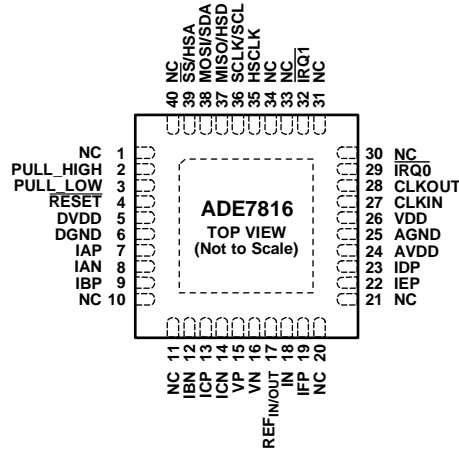 40 NC
39 SS/HSA
38 MOSI/SDA
37 MISO/HSD
36 SCLK/SCL
35 HSCLK
34 NC
33 NC
32 IRQ1
31 NC
NC 1
PULL_HIGH 2
PULL_LOW 3
RESET 4
DVDD 5
DGND 6
IAP 7
IAN 8
IBP 9
NC 10
ADE7816
TOP VIEW
(Not to Scale)
30 NC
29 IRQ0
28 CLKOUT
27 CLKIN
26 VDD
25 AGND
24 AVDD
23 IDP
22 IEP
21 NC
NC 11
IBN 12
ICP 13
ICN 14
VP 15
VN 16
REFIN/OUT 17
IN 18
IFP 19
NC 20